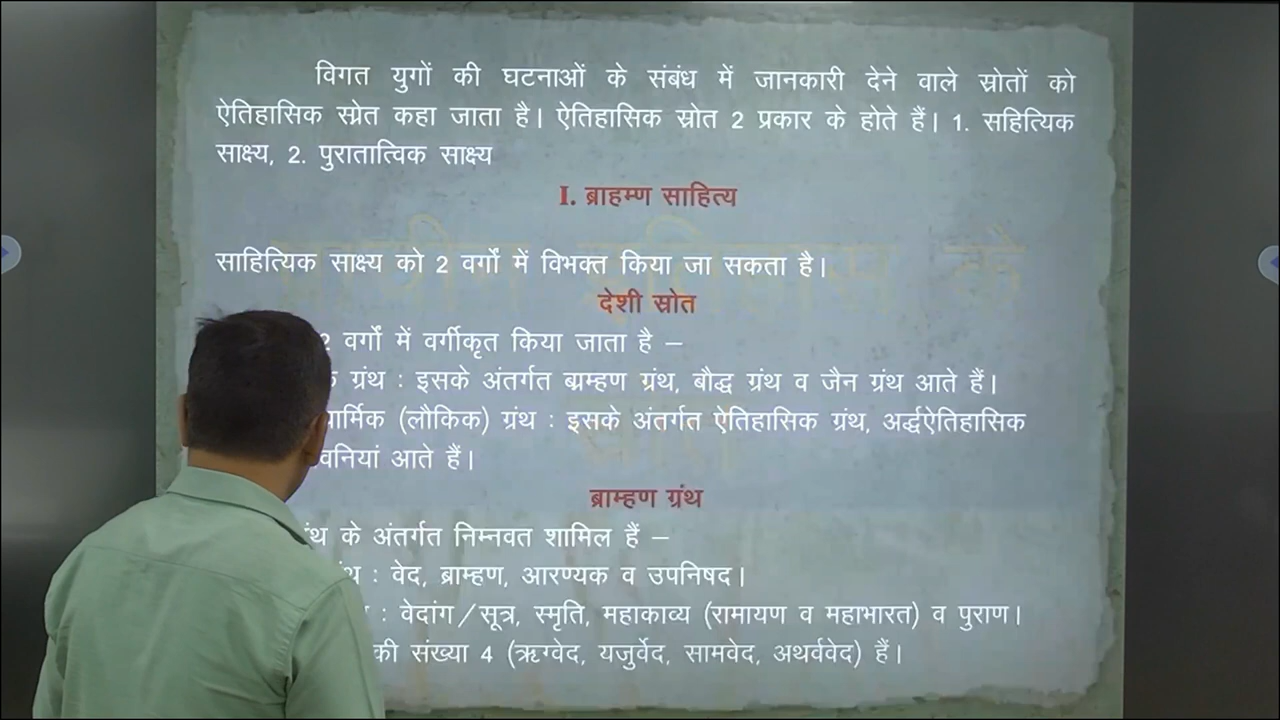 विगत युगों की घटनाओं के संबंध में जानकारी देने वाले स्रोतों को
ऐतिहासिक स्रेत कहा जाता है। ऐतिहासिक स्रोत 2 प्रकार के होते हैं। 1. सहित्यिक
साक्ष्य, 2. पुरातात्विक साक्ष्य
I. ब्राहम्ण साहित्य
साहित्यिक साक्ष्य को 2 वर्गों में विभक्त किया जा सकता है।
देशी स्रोत
2 वर्गों में वर्गीकृत किया जाता है –
ग्रंथ : इसके अंतर्गत ब्राम्हण ग्रंथ, बौद्ध ग्रंथ व जैन ग्रंथ आते हैं।
(लौकिक) ग्रंथ : इसके अंतर्गत ऐतिहासिक ग्रंथ, अर्द्धऐतिहासिक
आते हैं।
ब्राम्हण ग्रंथ
के अंतर्गत निम्नवत शामिल हैं –
: वेद, ब्राम्हण, आरण्यक व उपनिषद।
: वेदांग/सूत्र, स्मृति, महाकाव्य (रामायण व महाभारत) व पुराण।
की संख्या 4 (ऋग्वेद, यजुर्वेद, सामवेद, अथर्ववेद) हैं।